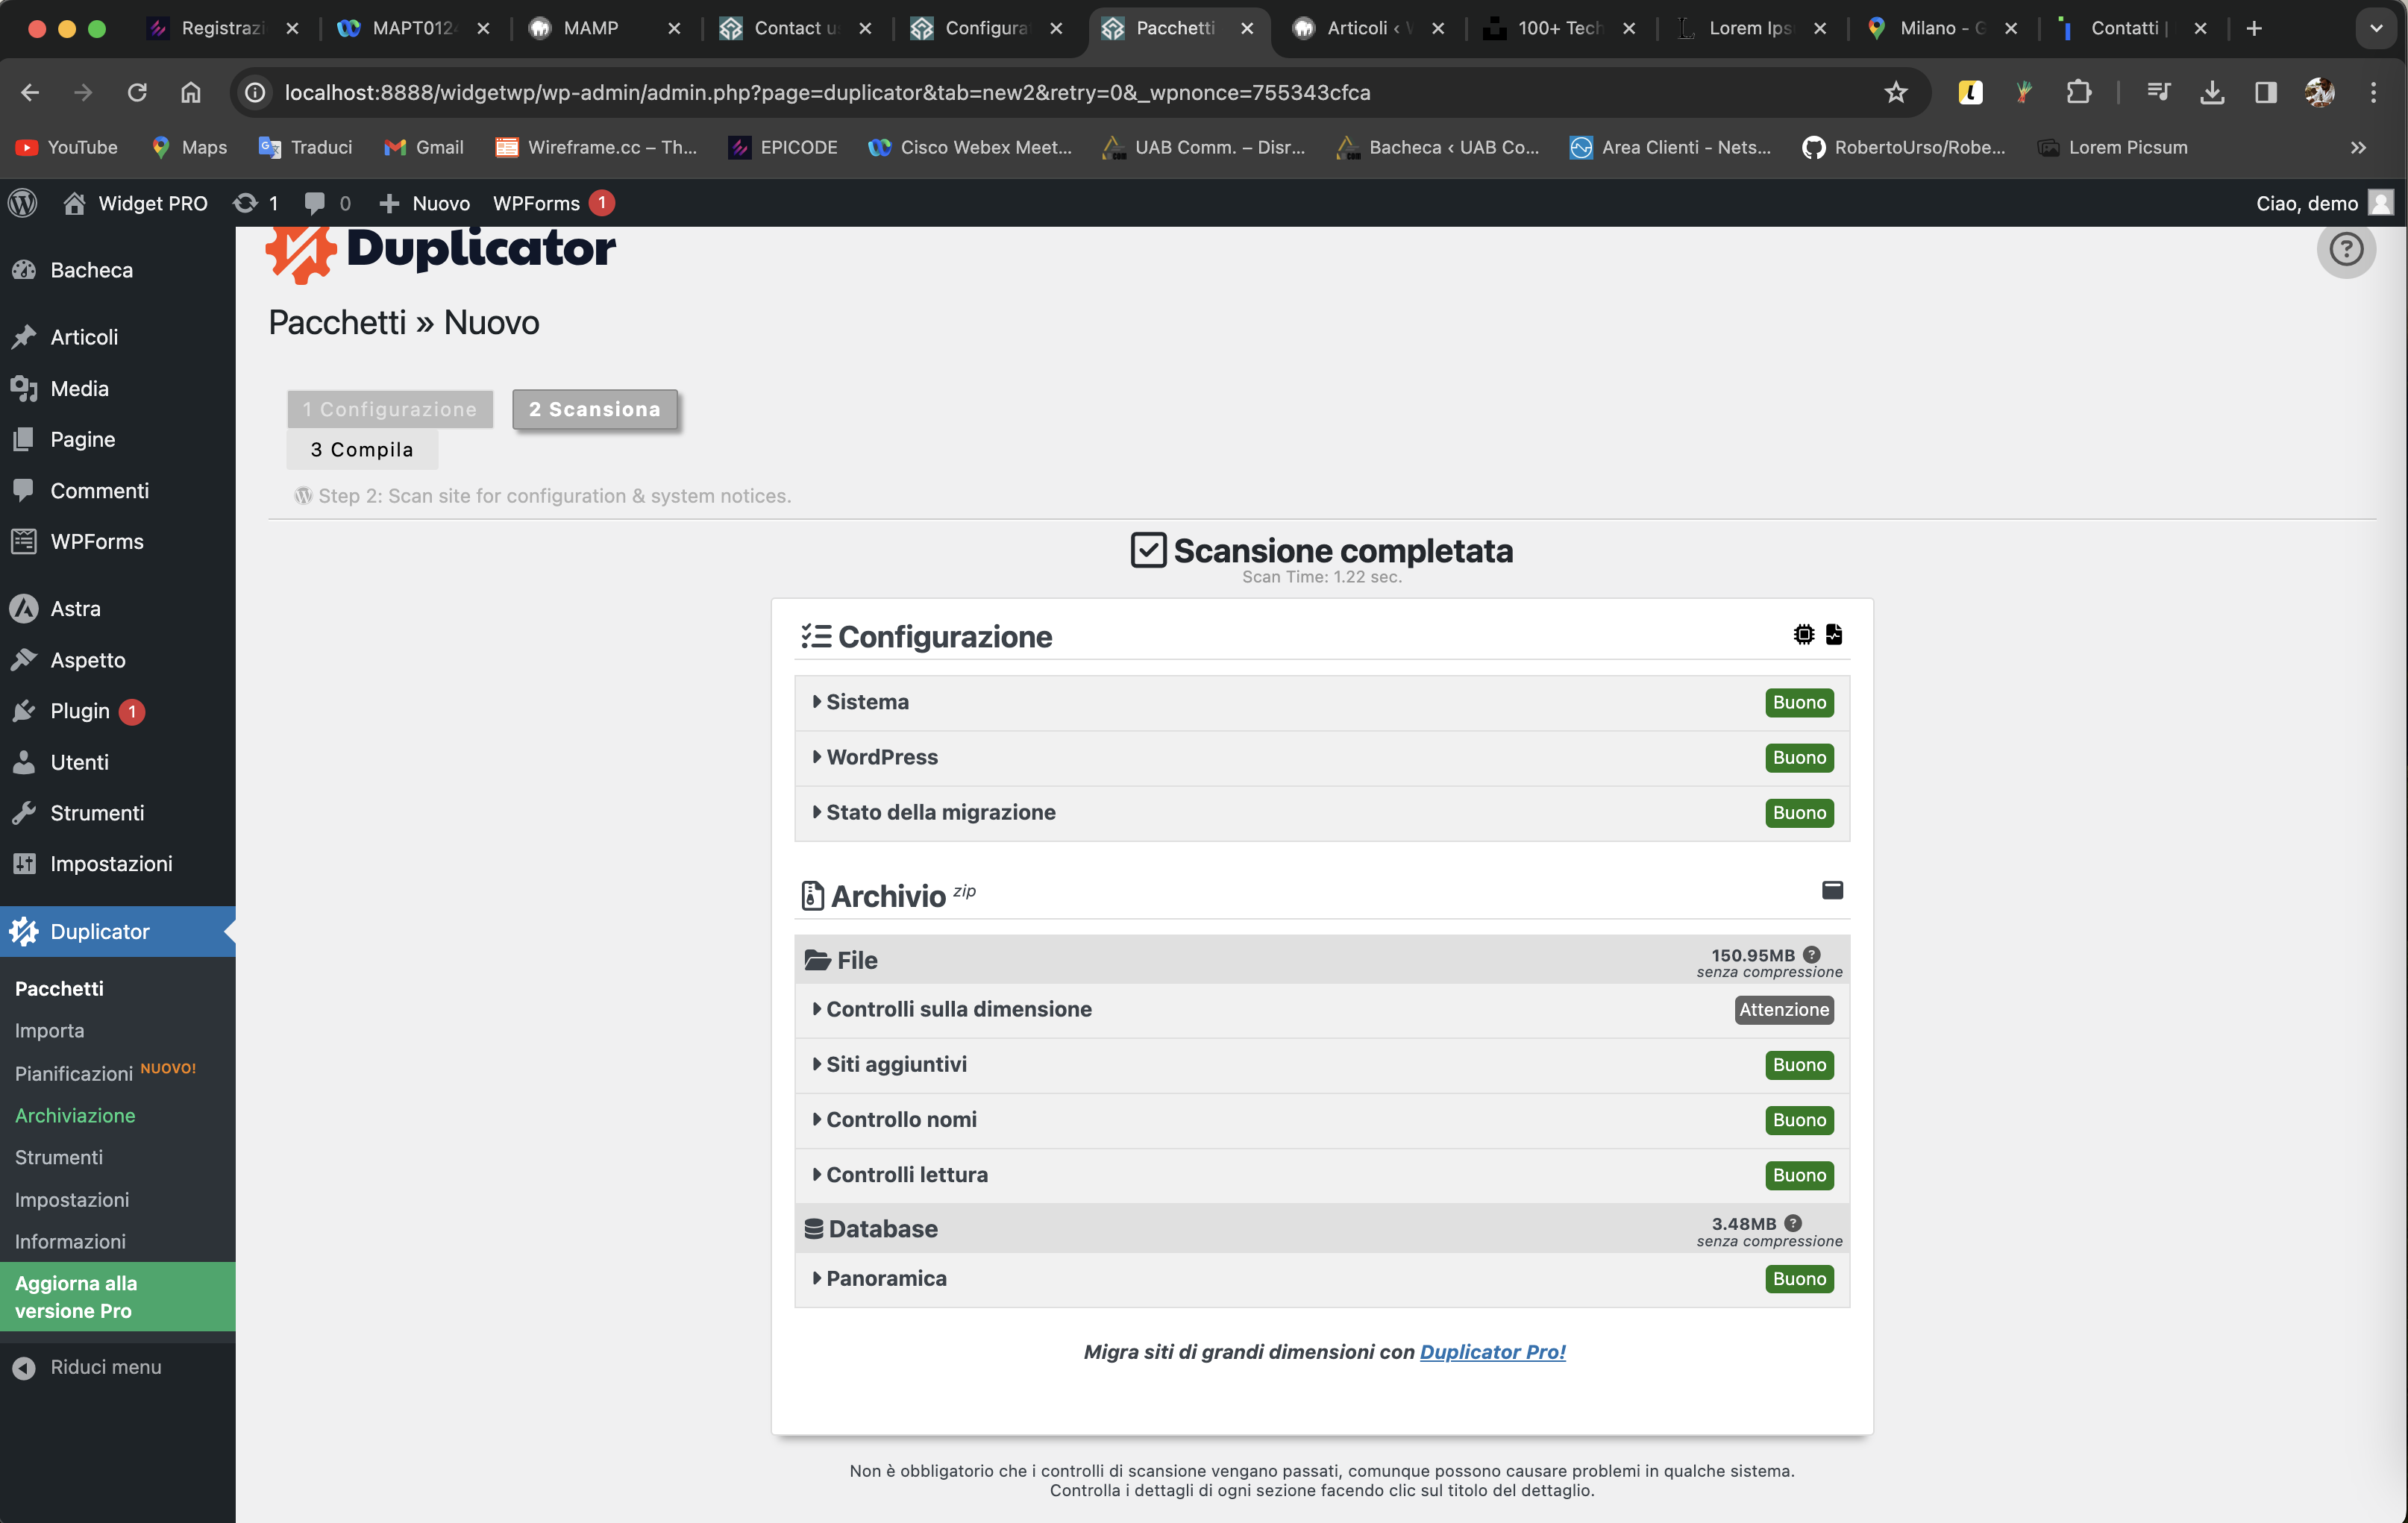 Registrazi
MAPT012
MAMP
Contact u
Configura
Pacchetti
Articoli ‹ W
100+ Tech
Lorem Ips
Milano - G
Contatti |
localhost:8888/widgetwp/wp-admin/admin.php?page=duplicator&tab=new2&retry=0&_wpnonce=755343cfca
YouTube
Maps
Traduci
Gmail
Wireframe.cc – Th...
EPICODE
Cisco Webex Meet...
UAB Comm. – Disr...
Bacheca ‹ UAB Co...
Area Clienti - Nets...
RobertoUrso/Robe...
Lorem Picsum
Widget PRO
1
0
Nuovo
WPForms 1
Ciao, demo
Bacheca
Articoli
Media
Pagine
Commenti
WPForms
Astra
Aspetto
Plugin 1
Utenti
Strumenti
Impostazioni
Duplicator
Pacchetti
Importa
Pianificazioni NUOVO!
Archiviazione
Strumenti
Impostazioni
Informazioni
Aggiorna alla
versione Pro
Riduci menu
Duplicator
Pacchetti » Nuovo
1 Configurazione
2 Scansiona
3 Compila
Step 2: Scan site for configuration & system notices.
Scansione completata
Scan Time: 1.22 sec.
Configurazione
Sistema Buono
WordPress Buono
Stato della migrazione Buono
Archivio zip
File 150.95MB
senza compressione
Controlli sulla dimensione Attenzione
Siti aggiuntivi Buono
Controllo nomi Buono
Controlli lettura Buono
Database 3.48MB
senza compressione
Panoramica Buono
Migra siti di grandi dimensioni con Duplicator Pro!
Non è obbligatorio che i controlli di scansione vengano passati, comunque possono causare problemi in qualche sistema.
Controlla i dettagli di ogni sezione facendo clic sul titolo del dettaglio.